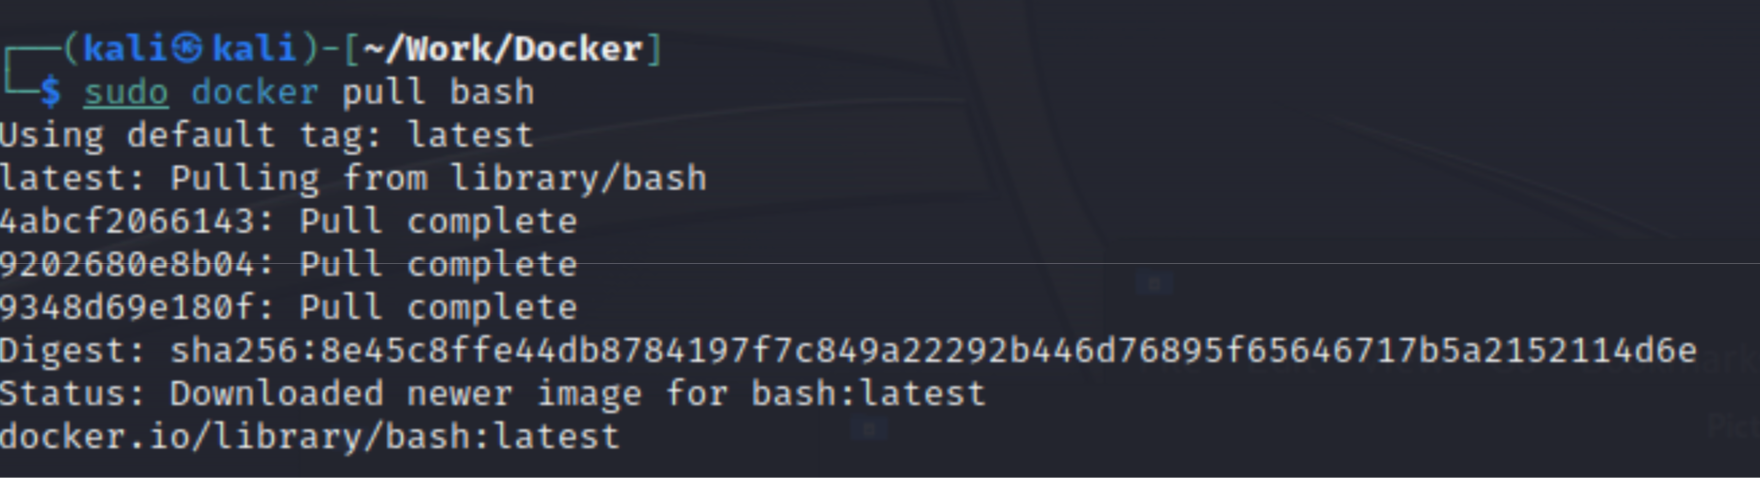 ┌──(kali㉿kali)-[~/Work/Docker]
└─$ sudo docker pull bash
Using default tag: latest
latest: Pulling from library/bash
4abcf2066143: Pull complete
9202680e8b04: Pull complete
9348d69e180f: Pull complete
Digest: sha256:8e45c8ffe44db8784197f7c849a22292b446d76895f65646717b5a2152114d6e
Status: Downloaded newer image for bash:latest
docker.io/library/bash:latest